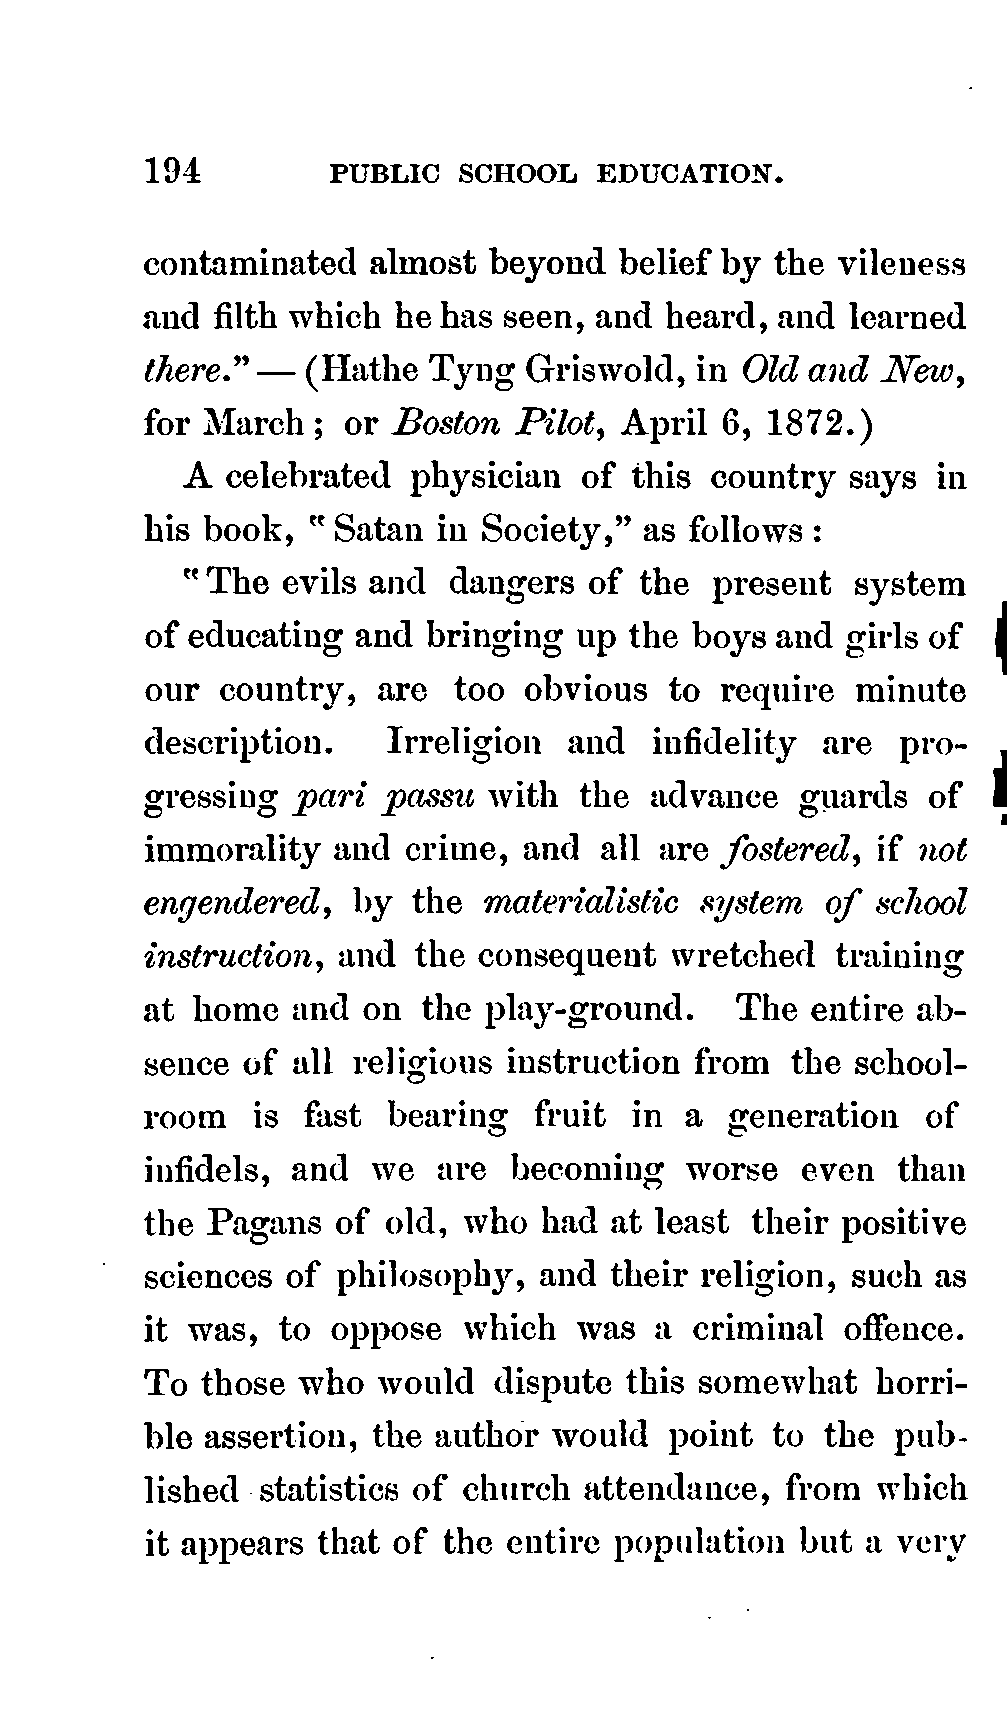 194 PUBLIC SCHOOL EDUCATION.
contaminated almost beyond belief by the vileness
and filth which he has seen, and heard, and learned
there." — (Hathe Tyng Griswold, in Old and New,
for March; or Boston Pilot, April 6, 1872.)
A celebrated physician of this country says in
his book, "Satan in Society," as follows:
"The evils and dangers of the present system
of educating and bringing up the boys and girls of
our country, are too obvious to require minute
description. Irreligion and infidelity are pro-
gressing pari passu with the advance guards of
immorality and crime, and all are fostered, if not
engendered, by the materialistic system of school
instruction, and the consequent wretched training
at home and on the play-ground. The entire ab-
sence of all religious instruction from the school-
room is fast bearing fruit in a generation of
infidels, and we are becoming worse even than
the Pagans of old, who had at least their positive
sciences of philosophy, and their religion, such as
it was, to oppose which was a criminal offence.
To those who would dispute this somewhat horri-
ble assertion, the author would point to the pub-
lished statistics of church attendance, from which
it appears that of the entire population but a very